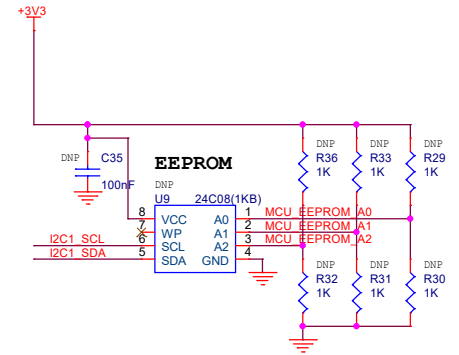 +3V3
DNP C35
100nF
EEPROM
DNP
U9 24C08(1KB)
8 VCC A0 1 MCU_EEPROM_A0
7 WP A1 2 MCU_EEPROM_A1
I2C1_SCL 6 SCL A2 3 MCU_EEPROM_A2
I2C1_SDA 5 SDA GND 4
DNP DNP DNP
R36 R33 R29
1K 1K 1K
DNP DNP DNP
R32 R31 R30
1K 1K 1K